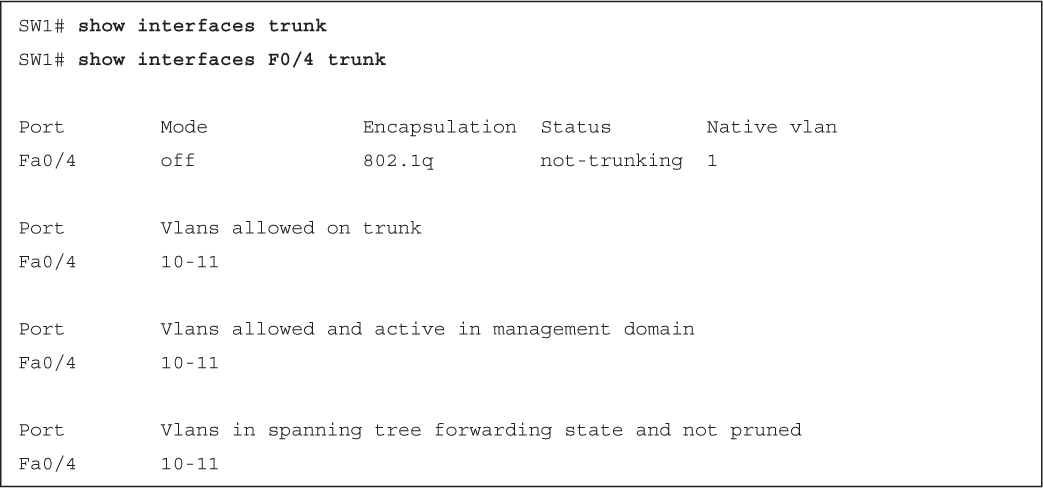 SW1# show interfaces trunk
SW1# show interfaces F0/4 trunk
Port Mode Encapsulation Status Native vlan
Fa0/4 off 802.1q not-trunking 1
Port Vlans allowed on trunk
Fa0/4 10-11
Port Vlans allowed and active in management domain
Fa0/4 10-11
Port Vlans in spanning tree forwarding state and not pruned
Fa0/4 10-11